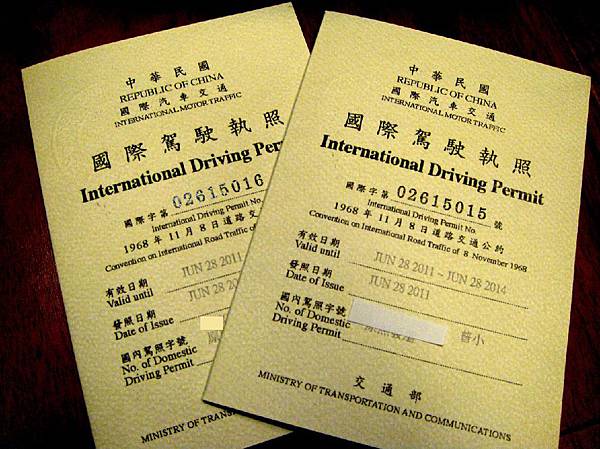 中華民國
REPUBLIC OF CHINA
國際汽車交通
INTERNATIONAL MOTOR TRAFFIC
國際駕駛執照
International Driving Per
國際字第 02615016
International Driving Permit No.
1968 年 11 月 8 日道路交
Convention on International Road Traffic of
有效日期
Valid until JUN 28 2011
發照日期
Date of Issue JUN 28 20
國內駕照字號
No. of Domestic
Driving Permit
MINISTRY OF TRANS
中華民國
REPUBLIC OF CHINA
國際汽車交通
INTERNATIONAL MOTOR TRAFFIC
國際駕駛執照
International Driving Permit
國際字第 02615015 號
International Driving Permit No.
1968 年 11 月 8 日道路交通公約
Convention on International Road Traffic of 8 November 1968
有效日期
Valid until JUN 28 2011 ~ JUN 28 2014
發照日期
Date of Issue JUN 28 2011
國內駕照字號
No. of Domestic
Driving Permit
交通部
MINISTRY OF TRANSPORTATION AND COMMUNICATIONS